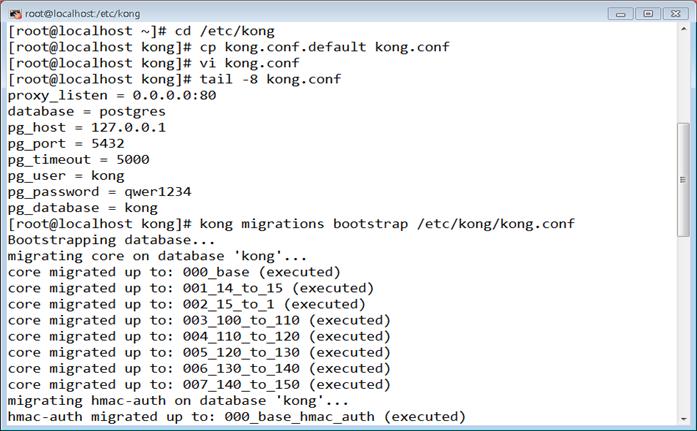 root@localhost:/etc/kong
[root@localhost ~]# cd /etc/kong
[root@localhost kong]# cp kong.conf.default kong.conf
[root@localhost kong]# vi kong.conf
[root@localhost kong]# tail -8 kong.conf
proxy_listen = 0.0.0.0:80
database = postgres
pg_host = 127.0.0.1
pg_port = 5432
pg_timeout = 5000
pg_user = kong
pg_password = qwer1234
pg_database = kong
[root@localhost kong]# kong migrations bootstrap /etc/kong/kong.conf
Bootstrapping database...
migrating core on database 'kong'...
core migrated up to: 000_base (executed)
core migrated up to: 001_14_to_15 (executed)
core migrated up to: 002_15_to_1 (executed)
core migrated up to: 003_100_to_110 (executed)
core migrated up to: 004_110_to_120 (executed)
core migrated up to: 005_120_to_130 (executed)
core migrated up to: 006_130_to_140 (executed)
core migrated up to: 007_140_to_150 (executed)
migrating hmac-auth on database 'kong'...
hmac-auth migrated up to: 000_base_hmac_auth (executed)